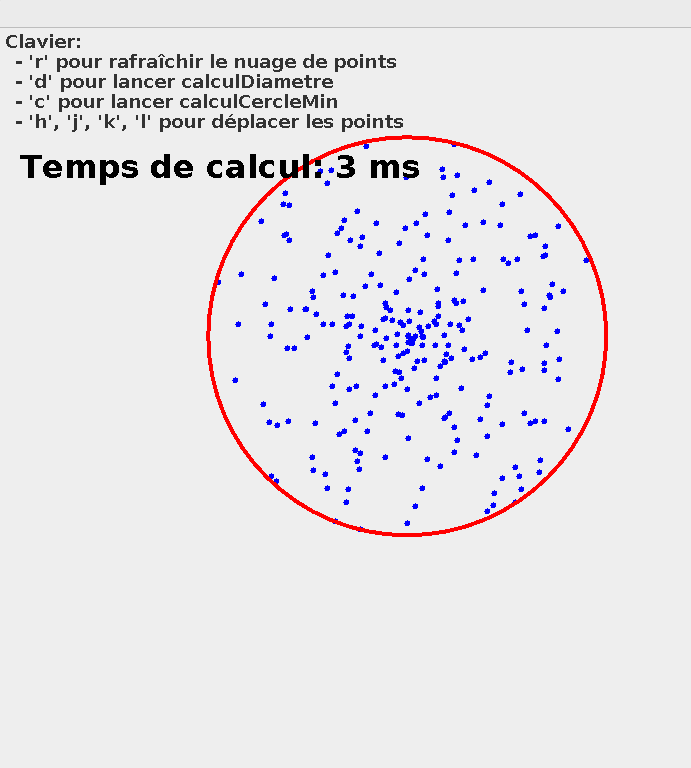 Clavier:
- 'r' pour rafraîchir le nuage de points
- 'd' pour lancer calculDiametre
- 'c' pour lancer calculCercleMin
- 'h', 'j', 'k', 'l' pour déplacer les points
Temps de calcul: 3 ms